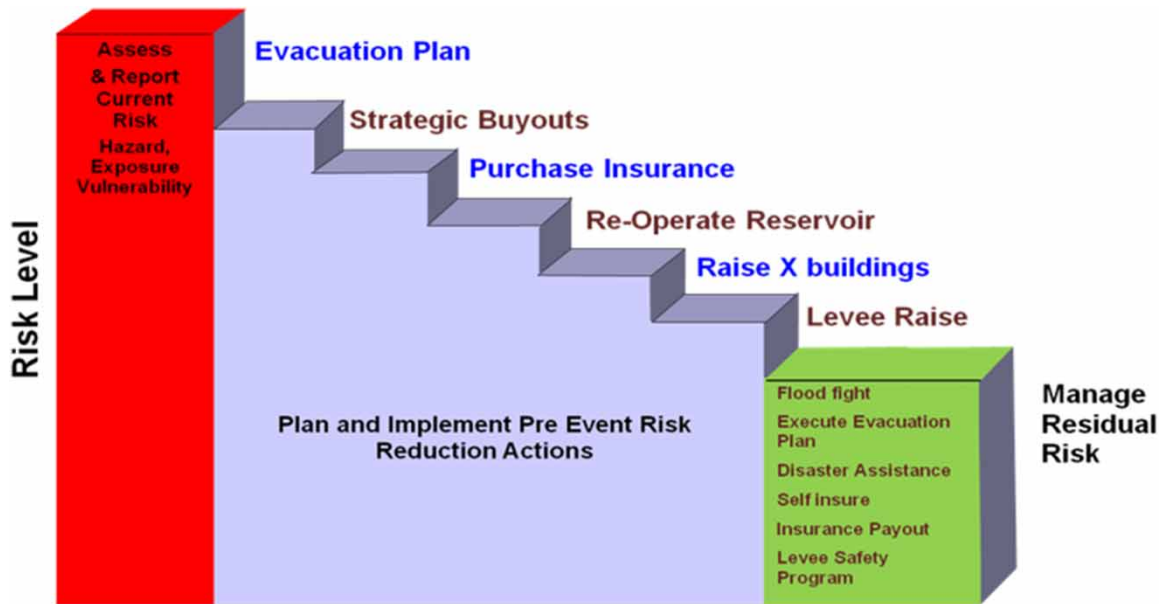 Assess
& Report
Current
Risk
Hazard,
Exposure
Vulnerability
Evacuation Plan
Strategic Buyouts
Purchase Insurance
Re-Operate Reservoir
Raise X buildings
Levee Raise
Risk Level
Plan and Implement Pre Event Risk
Reduction Actions
Flood fight
Execute Evacuation
Plan
Disaster Assistance
Self insure
Insurance Payout
Levee Safety
Program
Manage
Residual
Risk